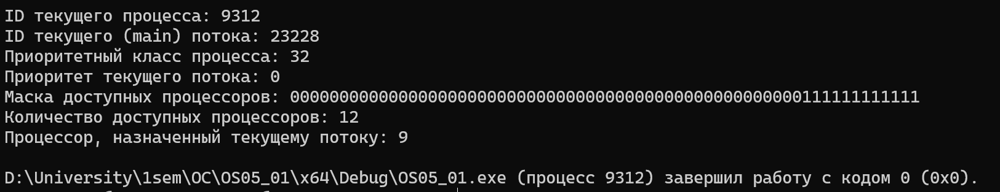 ID текущего процесса: 9312
ID текущего (main) потока: 23228
Приоритетный класс процесса: 32
Приоритет текущего потока: 0
Маска доступных процессоров: 0000000000000000000000000000000000000000000000000000111111111111
Количество доступных процессоров: 12
Процессор, назначенный текущему потоку: 9
D:\University\1sem\ОС\OS05_01\x64\Debug\OS05_01.exe (процесс 9312) завершил работу с кодом 0 (0x0).